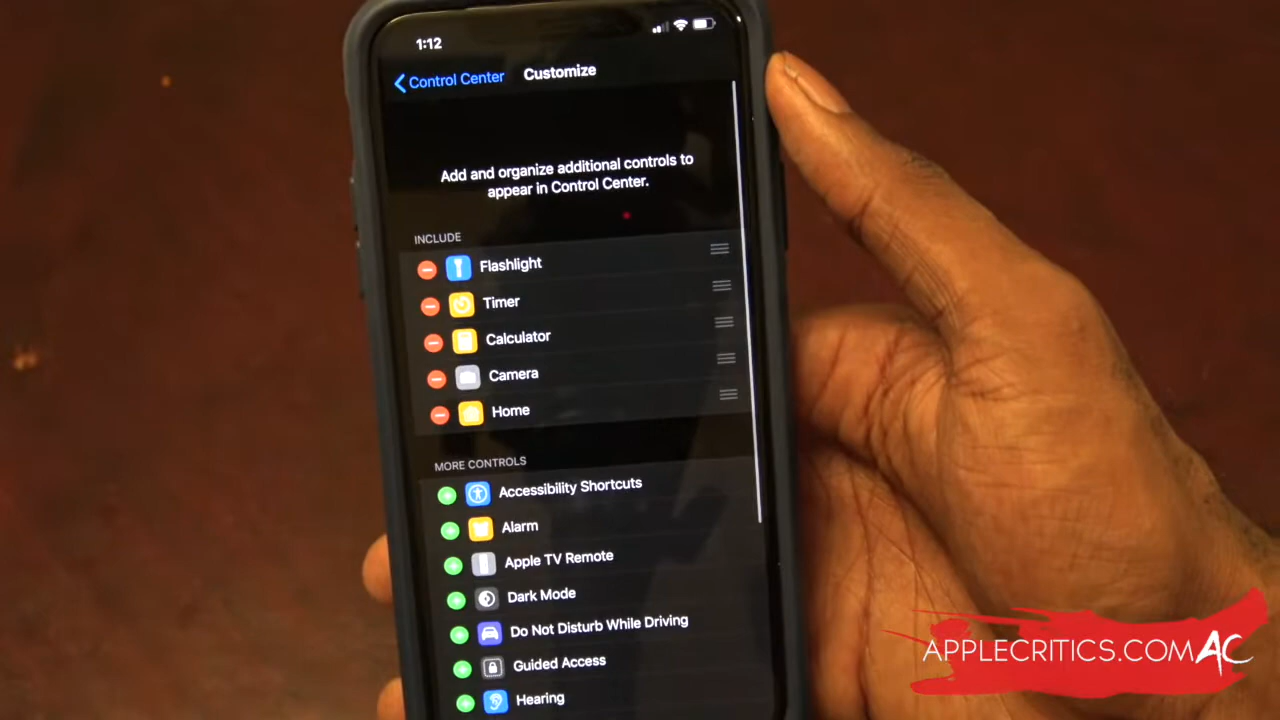 1:12
Control Center
Customize
Add and organize additional controls to
appear in Control Center.
INCLUDE
Flashlight
Timer
Calculator
Camera
Home
MORE CONTROLS
Accessibility Shortcuts
Alarm
Apple TV Remote
Dark Mode
Do Not Disturb While Driving
Guided Access
Hearing
APPLECRITICS.COM AC